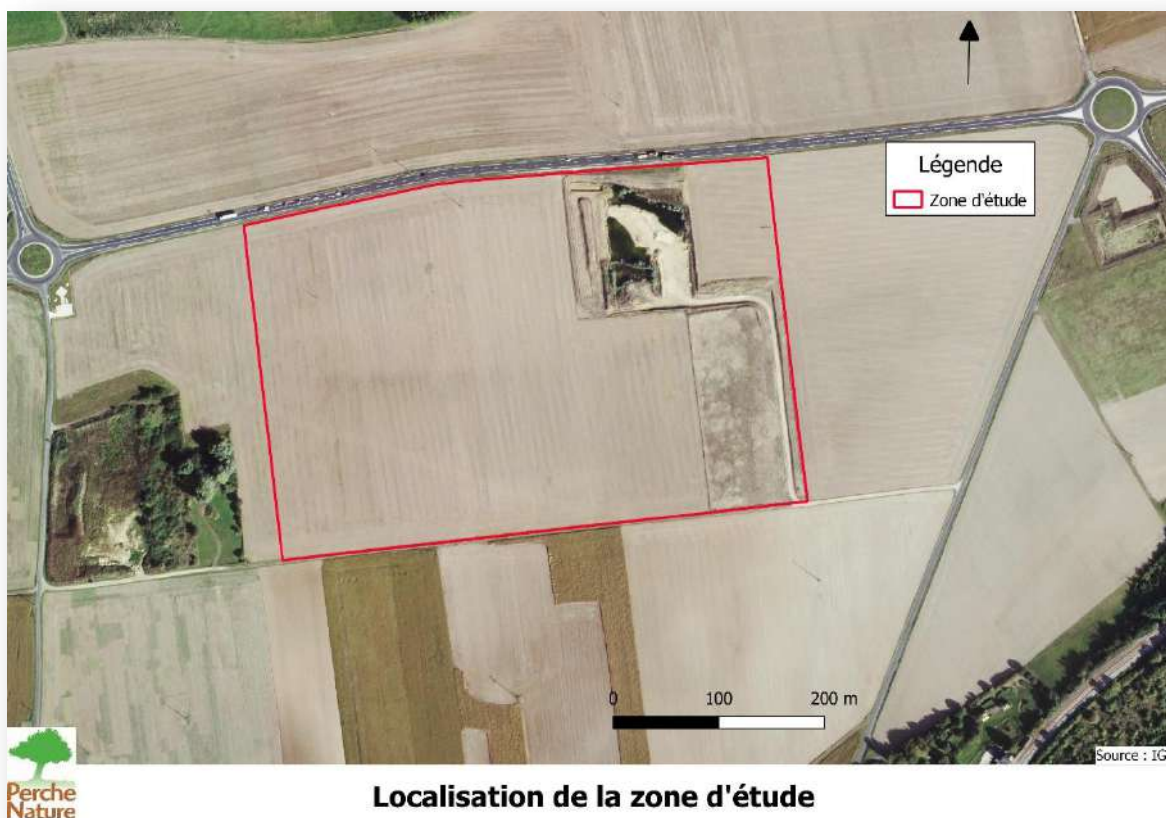 Légende
Zone d'étude
0 100 200 m
Source : IG
Perche
Nature
Localisation de la zone d'étude